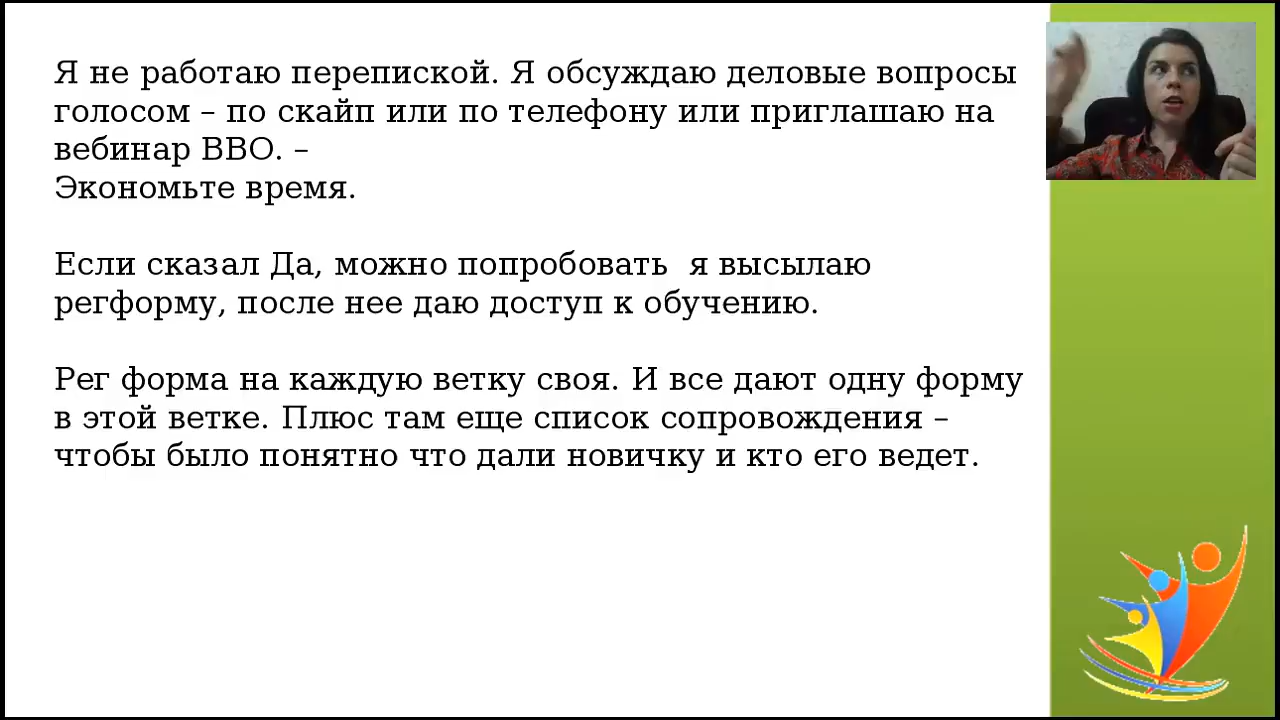 Я не работаю перепиской. Я обсуждаю деловые вопросы
голосом – по скайп или по телефону или приглашаю на
вебинар ВВО. –
Экономьте время.
Если сказал Да, можно попробовать  я высылаю
регформу, после нее даю доступ к обучению.
Рег форма на каждую ветку своя. И все дают одну форму
в этой ветке. Плюс там еще список сопровождения –
чтобы было понятно что дали новичку и кто его ведет.